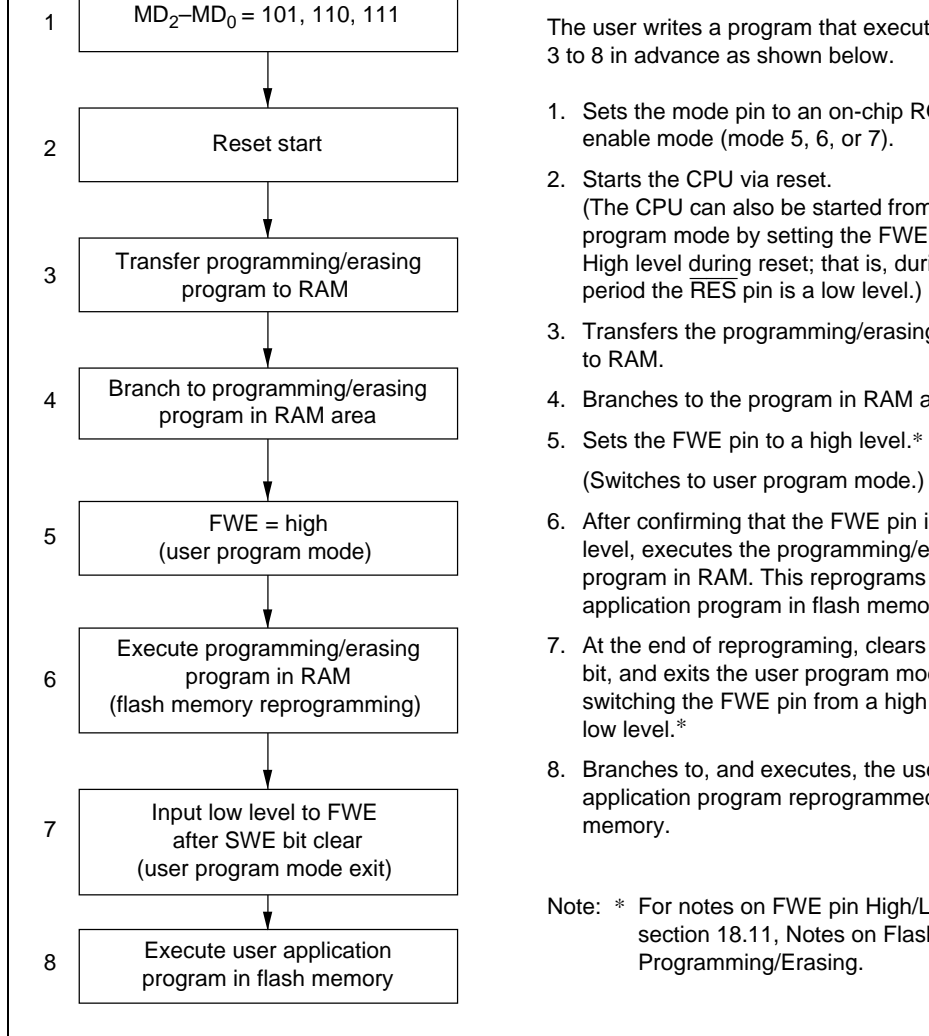 1
MD2–MD0 = 101, 110, 111
2
Reset start
3
Transfer programming/erasing
program to RAM
4
Branch to programming/erasing
program in RAM area
5
FWE = high
(user program mode)
6
Execute programming/erasing
program in RAM
(flash memory reprogramming)
7
Input low level to FWE
after SWE bit clear
(user program mode exit)
8
Execute user application
program in flash memory
The user writes a program that
3 to 8 in advance as shown below.
1. Sets the mode pin to an on-chip
enable mode (mode 5, 6, or 7).
2. Starts the CPU via reset.
(The CPU can also be started from
program mode by setting the FWE
High level during reset; that is,
period the RES pin is a low level.)
3. Transfers the programming/erasing
to RAM.
4. Branches to the program in RAM
5. Sets the FWE pin to a high level.*
(Switches to user program mode.)
6. After confirming that the FWE pin
level, executes the
program in RAM. This reprograms
application program in flash
7. At the end of reprograming, clears
bit, and exits the user program
switching the FWE pin from a high
low level.*
8. Branches to, and executes, the
application program
memory.
Note: * For notes on FWE pin
section 18.11, Notes on
Programming/Erasing.